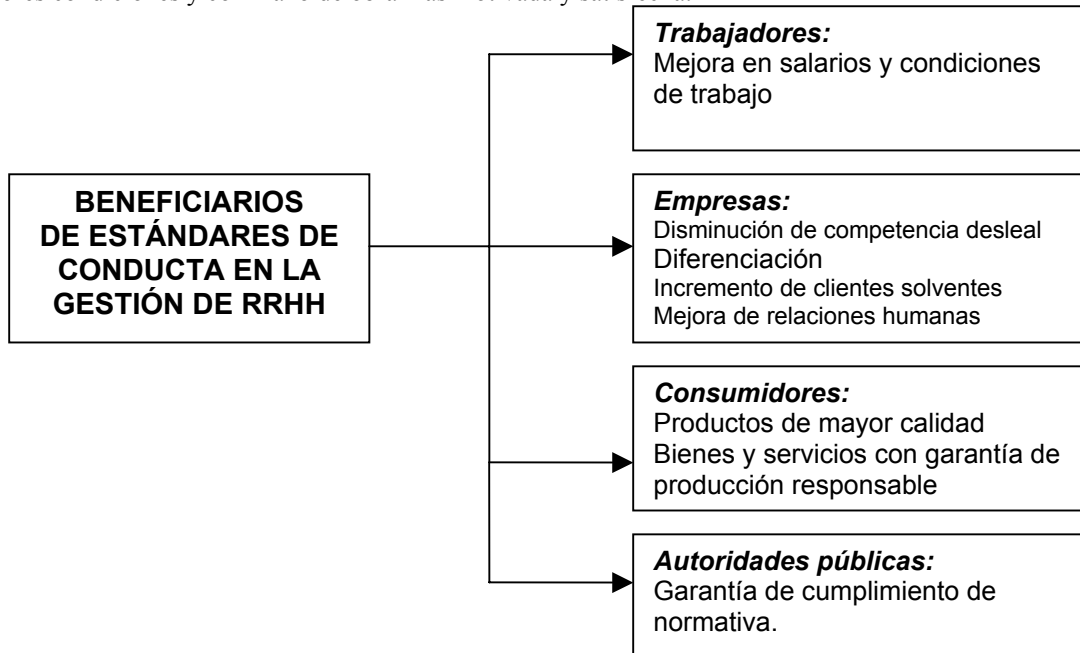 BENEFICIARIOS
DE ESTÁNDARES DE
CONDUCTA EN LA
GESTIÓN DE RRHH
Trabajadores:
Mejora en salarios y condiciones
de trabajo
Empresas:
Disminución de competencia desleal
Diferenciación
Incremento de clientes solventes
Mejora de relaciones humanas
Consumidores:
Productos de mayor calidad
Bienes y servicios con garantía de
producción responsable
Autoridades públicas:
Garantía de cumplimiento de
normativa.